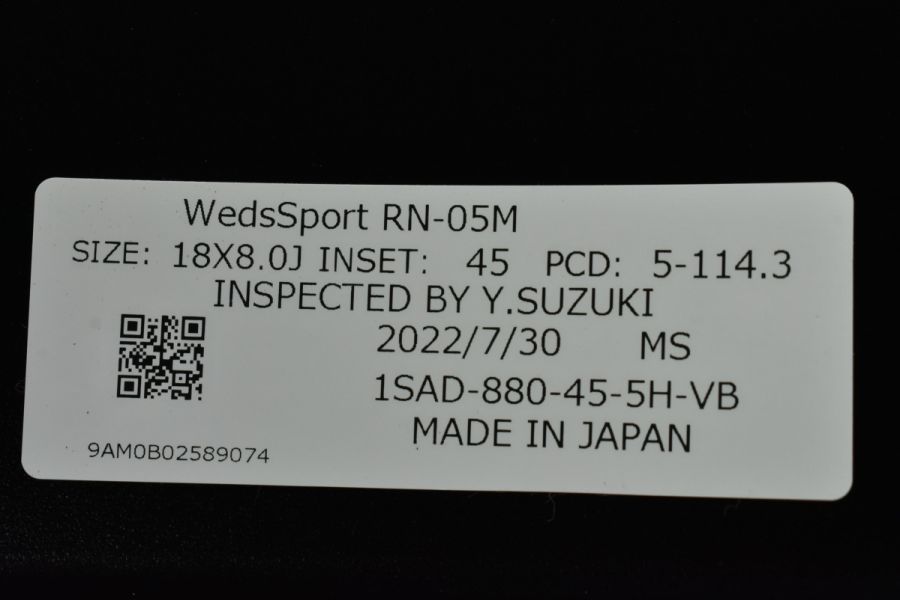 WedsSport RN-05M
SIZE: 18X8.0J INSET: 45 PCD: 5-114.3
INSPECTED BY Y.SUZUKI
2022/7/30 MS
1SAD-880-45-5H-VB
MADE IN JAPAN
9AM0B02589074